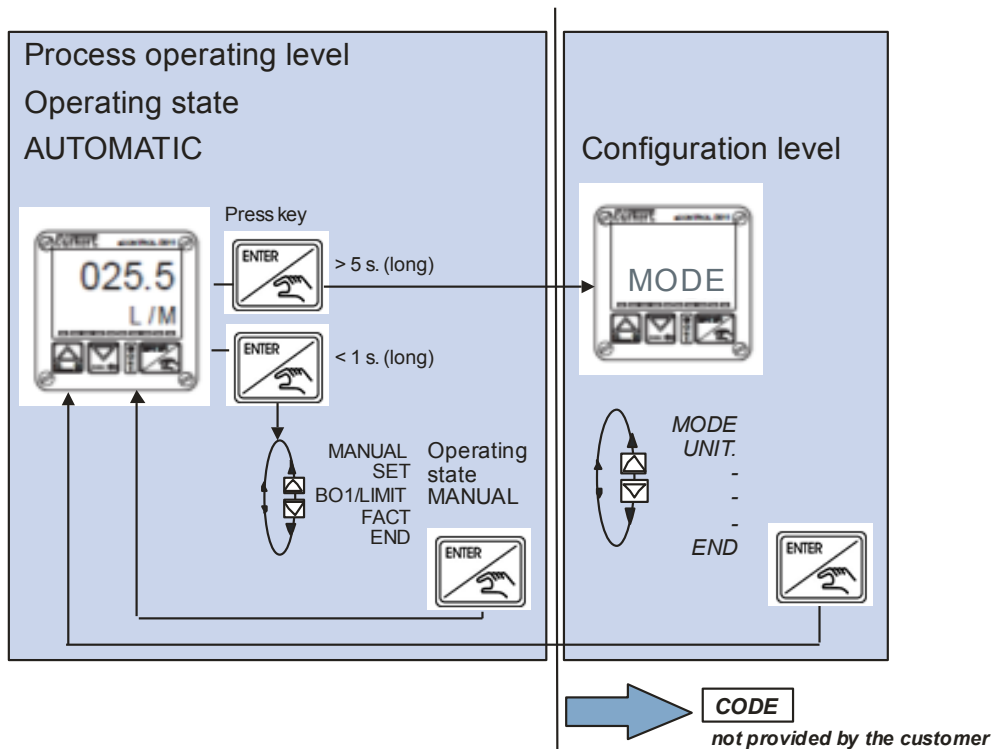 Process operating level
Operating state
AUTOMATIC
Press key
025.5
L/M
ENTER
> 5 s. (long)
ENTER
< 1 s. (long)
MANUAL
SET
BO1/LIMIT
FACT
END
Operating
state
MANUAL
ENTER
Configuration level
MODE
MODE
UNIT.
-
-
-
END
ENTER
CODE
not provided by the customer